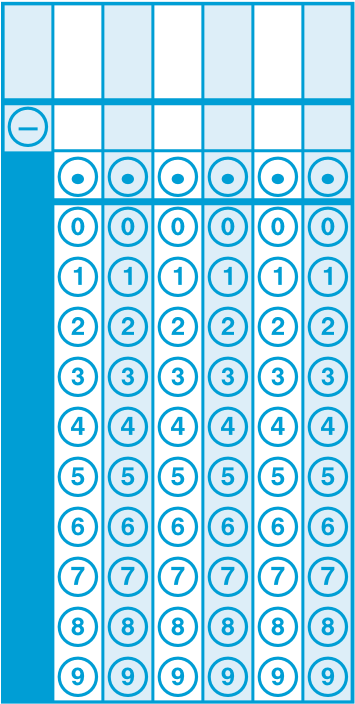 −
• • • • • •
0 0 0 0 0 0
1 1 1 1 1 1
2 2 2 2 2 2
3 3 3 3 3 3
4 4 4 4 4 4
5 5 5 5 5 5
6 6 6 6 6 6
7 7 7 7 7 7
8 8 8 8 8 8
9 9 9 9 9 9